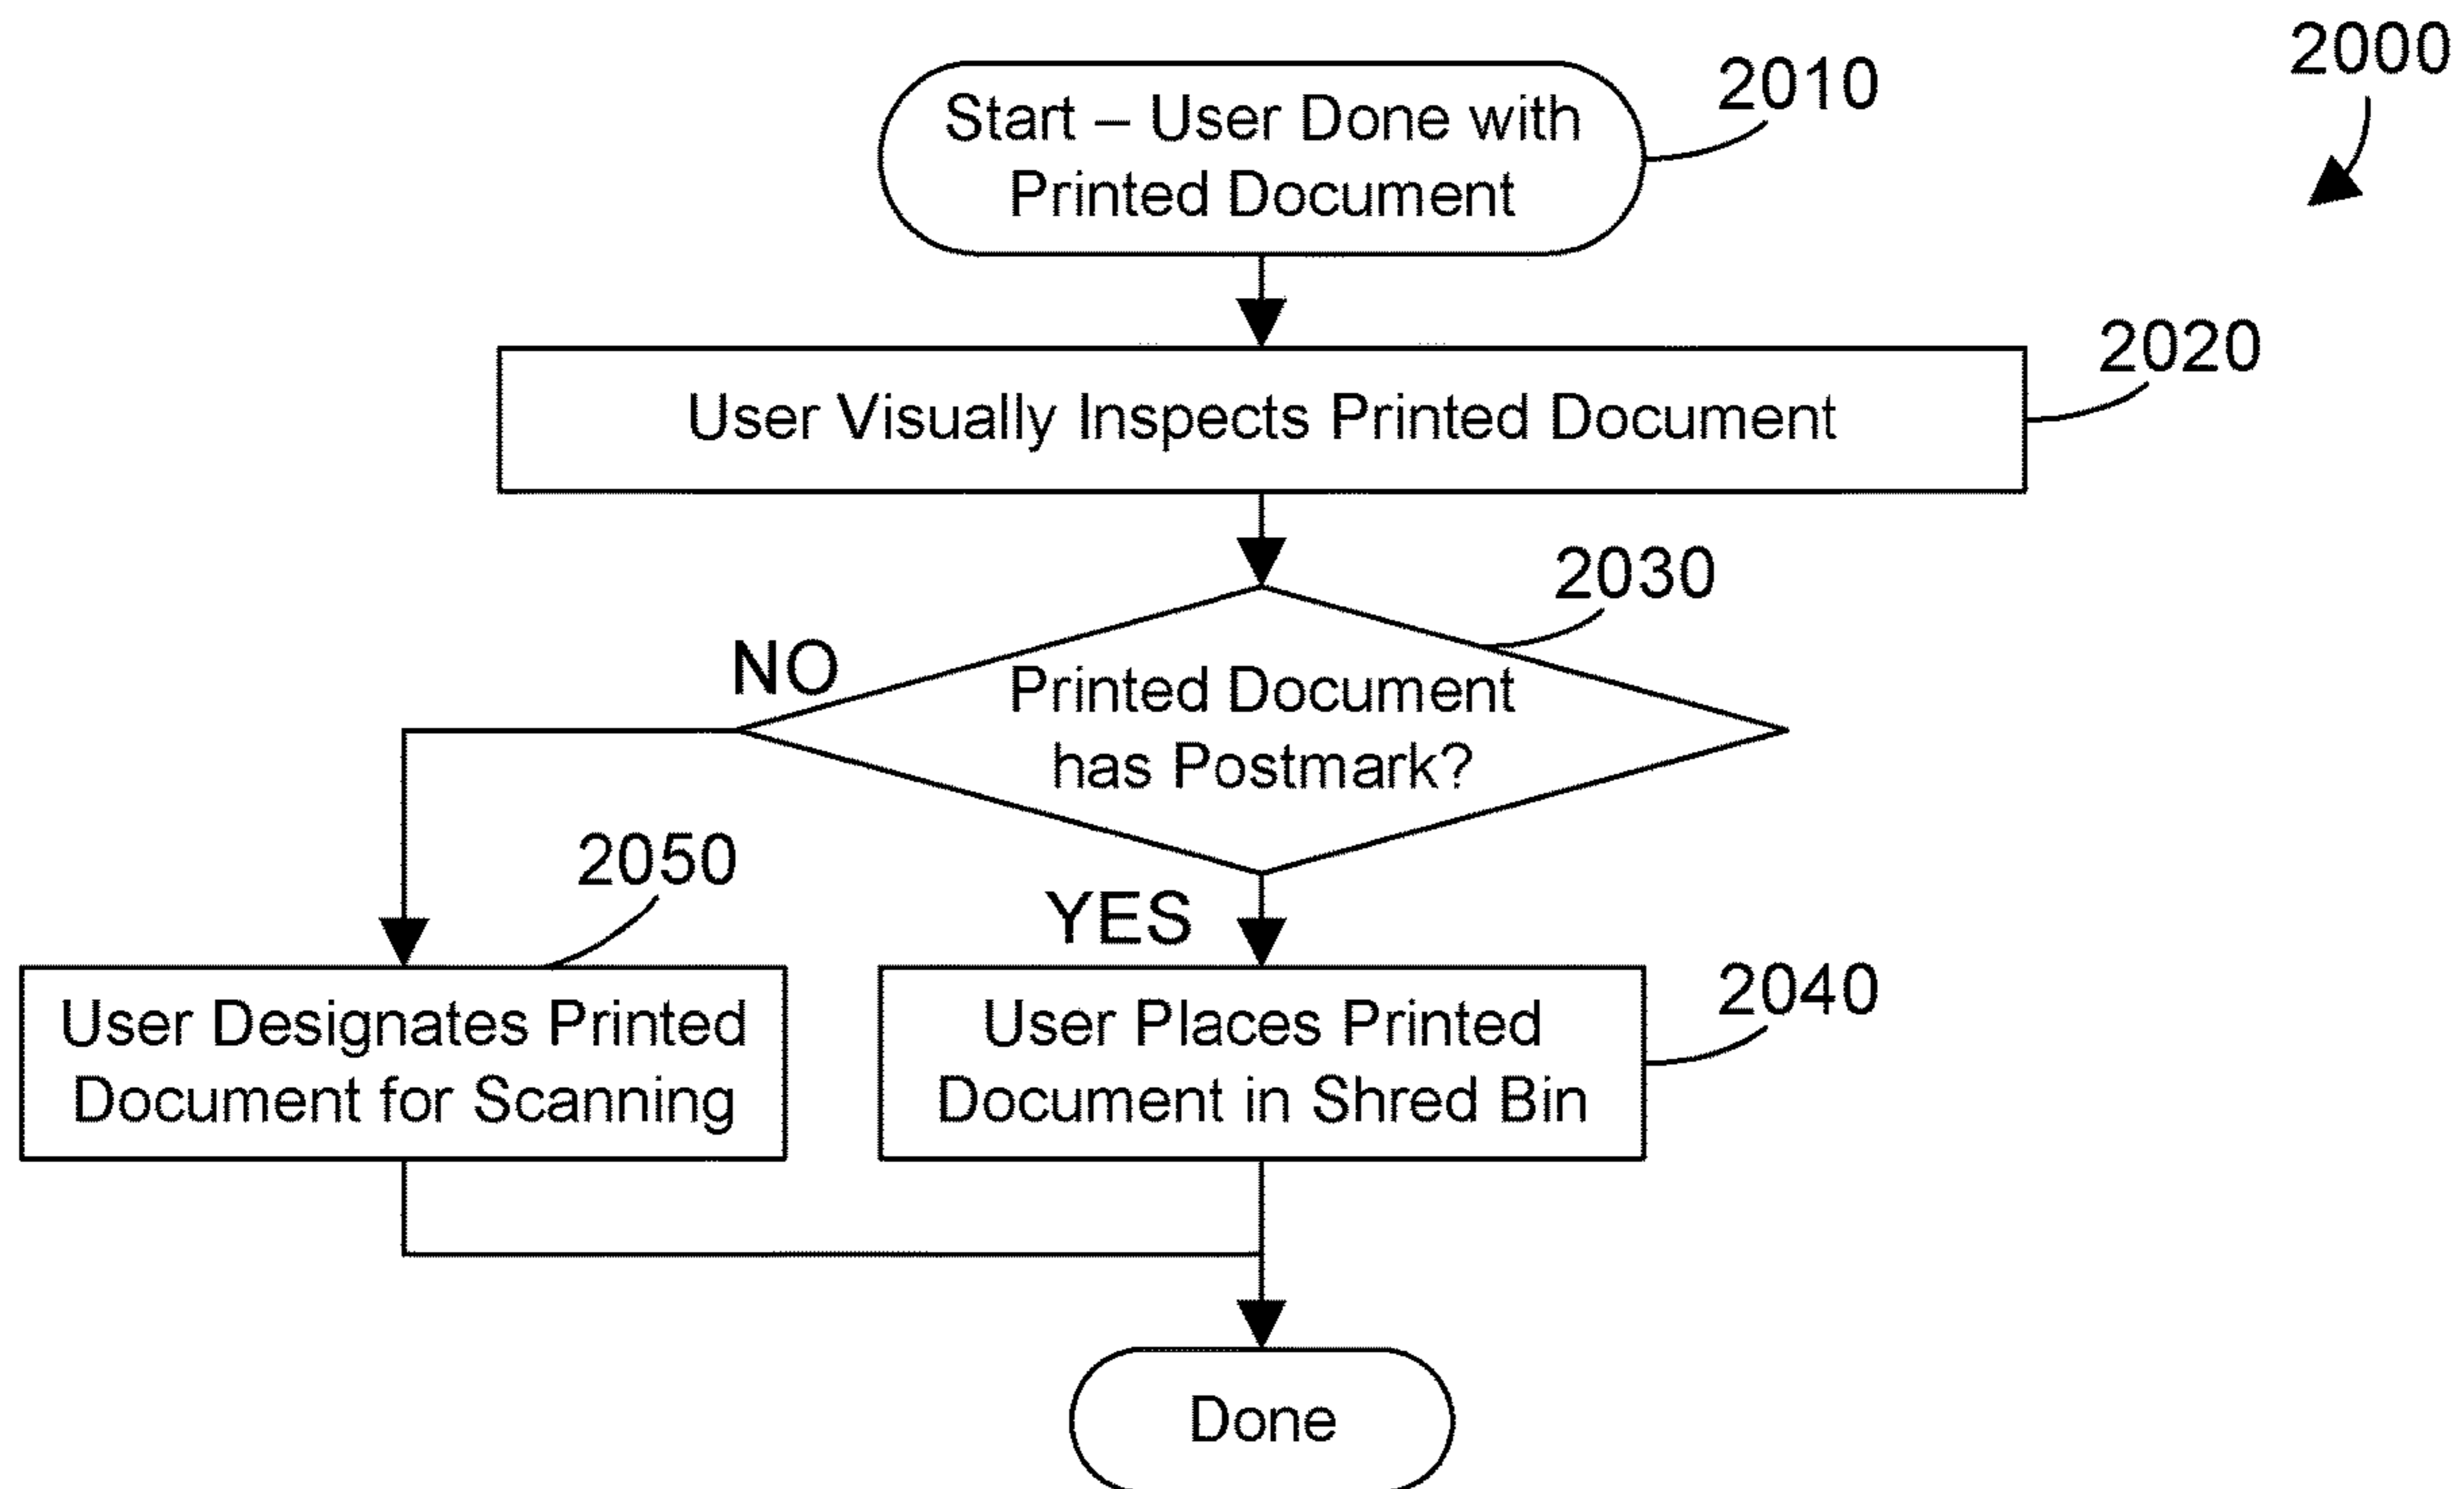 2000
2010
Start – User Done with
Printed Document
2020
User Visually Inspects Printed Document
2030
NO
Printed Document
has Postmark?
2050
YES
User Designates Printed
Document for Scanning
2040
User Places Printed
Document in Shred Bin
Done